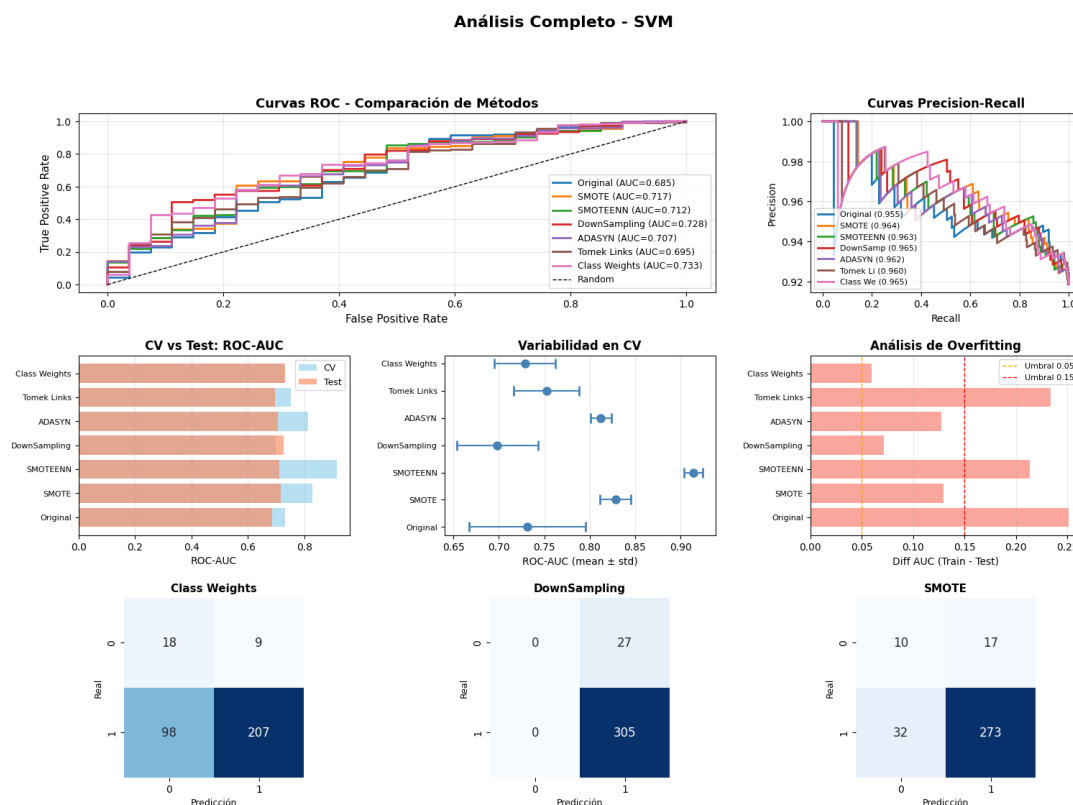 Análisis Completo - SVM
Curvas ROC - Comparación de Métodos
True Positive Rate
1.0
0.8
0.6
0.4
0.2
0.0
0.0 0.2 0.4 0.6 0.8 1.0
False Positive Rate
Original (AUC=0.685)
SMOTE (AUC=0.717)
SMOTEENN (AUC=0.712)
DownSampling (AUC=0.728)
ADASYN (AUC=0.707)
Tomek Links (AUC=0.695)
Class Weights (AUC=0.733)
Random
Curvas Precision-Recall
Precision
1.00
0.98
0.96
0.94
0.92
0.0 0.2 0.4 0.6 0.8 1.0
Recall
Original (0.955)
SMOTE (0.964)
SMOTEENN (0.963)
DownSamp (0.965)
ADASYN (0.962)
Tomek Li (0.960)
Class We (0.965)
CV vs Test: ROC-AUC
Class Weights
Tomek Links
ADASYN
DownSampling
SMOTEENN
SMOTE
Original
0.0 0.2 0.4 0.6 0.8
ROC-AUC
CV
Test
Variabilidad en CV
Class Weights
Tomek Links
ADASYN
DownSampling
SMOTEENN
SMOTE
Original
0.65 0.70 0.75 0.80 0.85 0.90
ROC-AUC (mean ± std)
Análisis de Overfitting
Class Weights
Tomek Links
ADASYN
DownSampling
SMOTEENN
SMOTE
Original
0.00 0.05 0.10 0.15 0.20
Diff AUC (Train - Test)
Umbral 0.05
Umbral 0.15
Class Weights
Real
0
1
18 9
98 207
0 1
Predicción
DownSampling
Real
0
1
0 27
0 305
0 1
Predicción
SMOTE
Real
0
1
10 17
32 273
0 1
Predicción